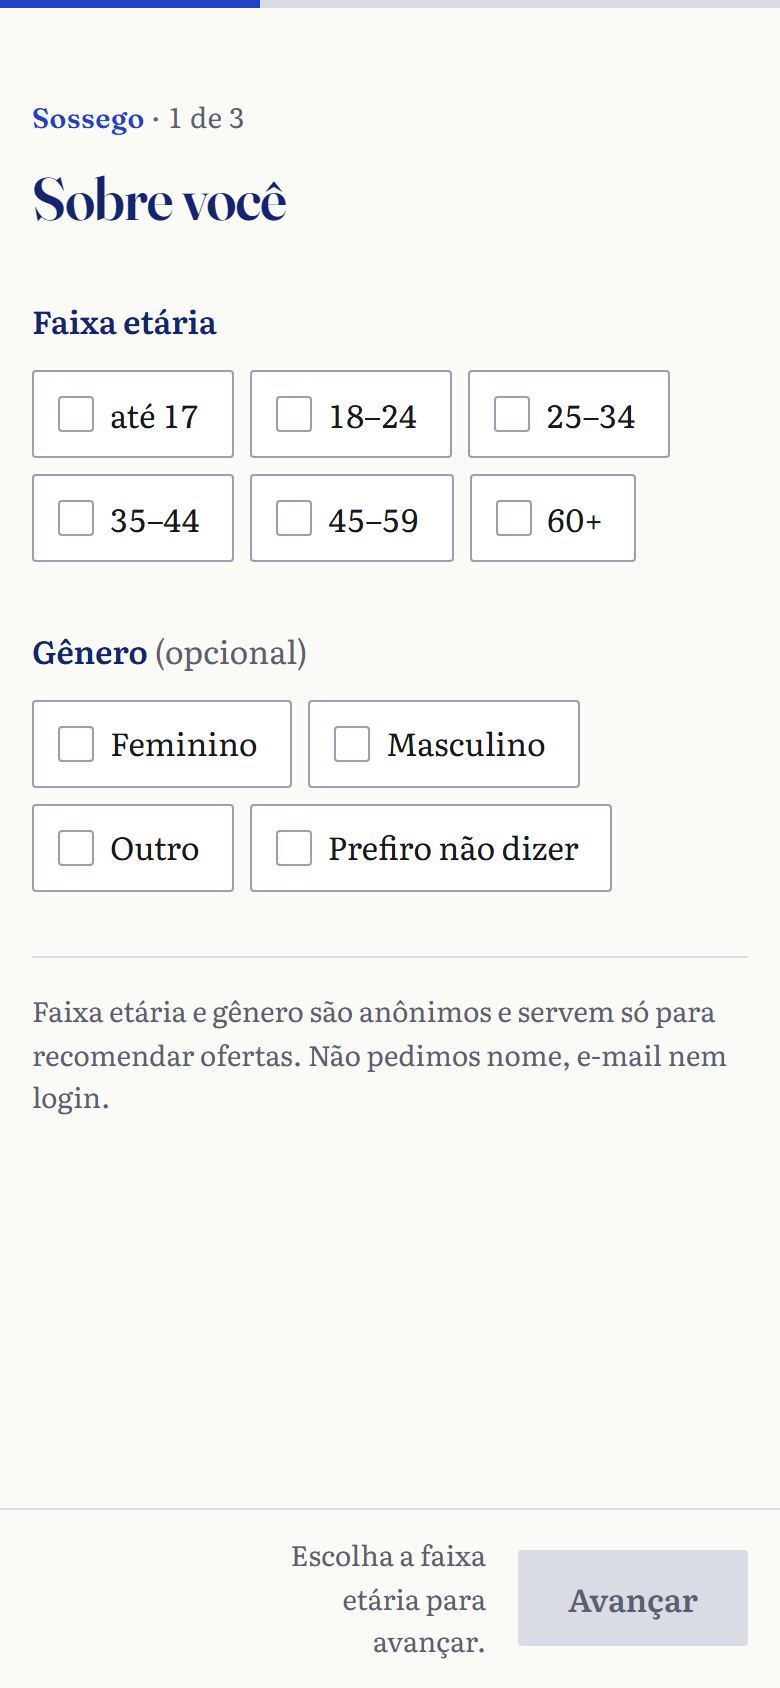 Sossego · 1 de 3
Sobre você
Faixa etária
até 17
18–24
25–34
35–44
45–59
60+
Gênero (opcional)
Feminino
Masculino
Outro
Prefiro não dizer
Faixa etária e gênero são anônimos e servem só para
recomendar ofertas. Não pedimos nome, e-mail nem
login.
Escolha a faixa
etária para
avançar.
Avançar